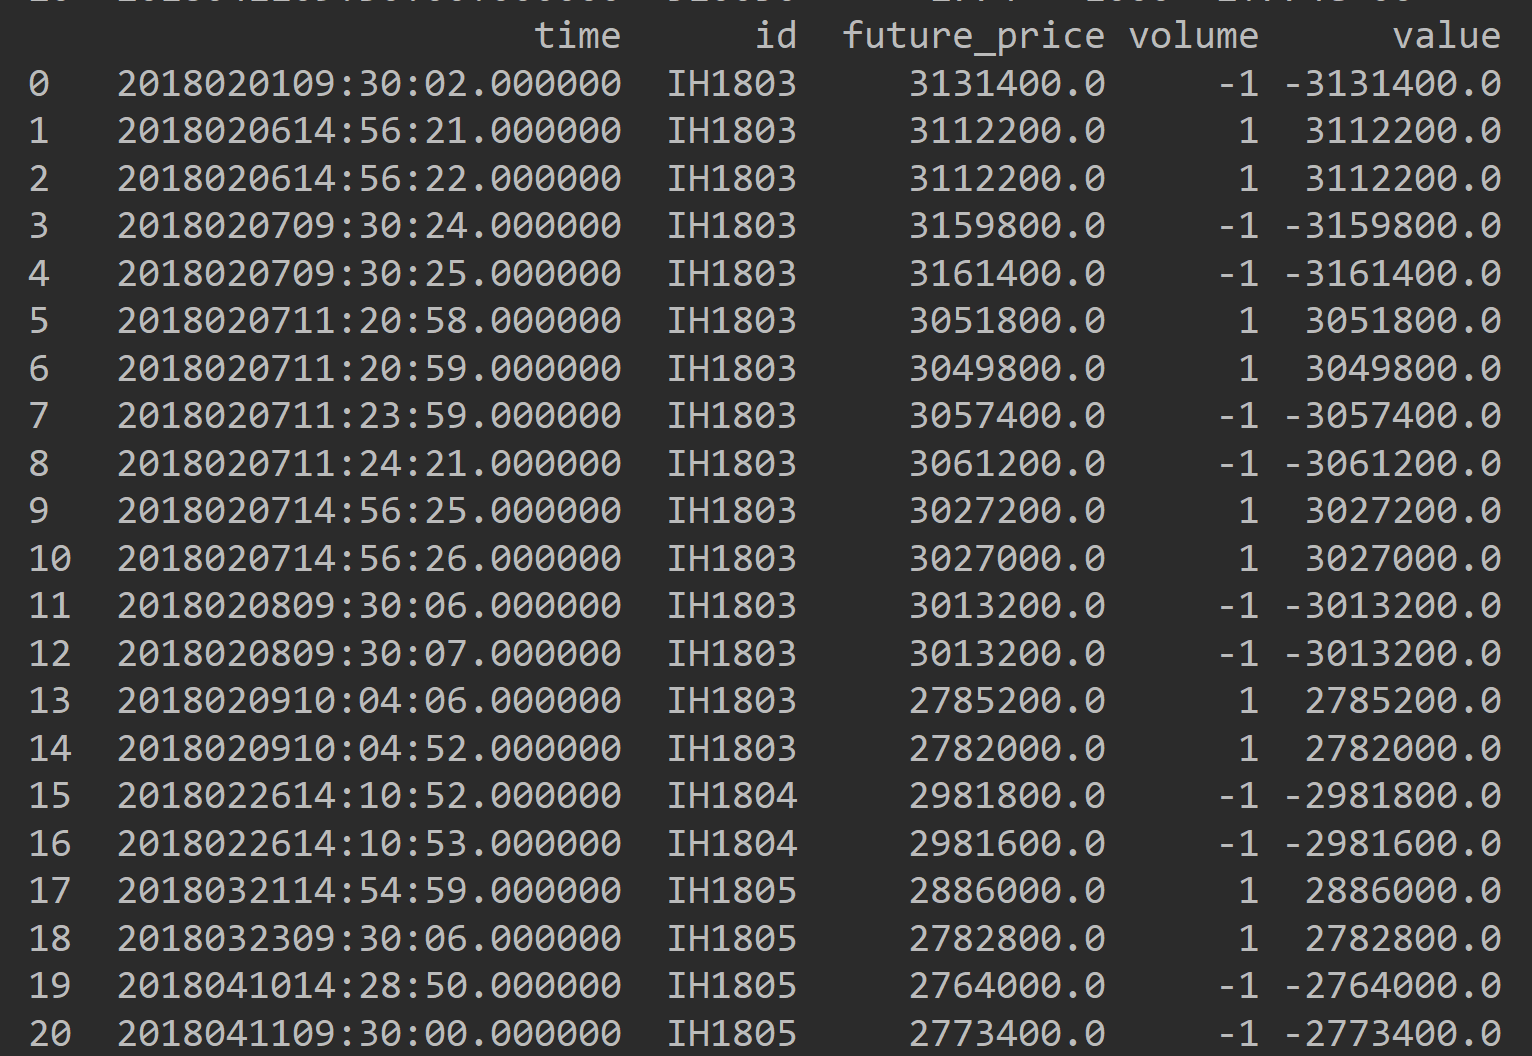 time id future_price volume value
0 2018020109:30:02.000000 IH1803 3131400.0 -1 -3131400.0
1 2018020614:56:21.000000 IH1803 3112200.0 1 3112200.0
2 2018020614:56:22.000000 IH1803 3112200.0 1 3112200.0
3 2018020709:30:24.000000 IH1803 3159800.0 -1 -3159800.0
4 2018020709:30:25.000000 IH1803 3161400.0 -1 -3161400.0
5 2018020711:20:58.000000 IH1803 3051800.0 1 3051800.0
6 2018020711:20:59.000000 IH1803 3049800.0 1 3049800.0
7 2018020711:23:59.000000 IH1803 3057400.0 -1 -3057400.0
8 2018020711:24:21.000000 IH1803 3061200.0 -1 -3061200.0
9 2018020714:56:25.000000 IH1803 3027200.0 1 3027200.0
10 2018020714:56:26.000000 IH1803 3027000.0 1 3027000.0
11 2018020809:30:06.000000 IH1803 3013200.0 -1 -3013200.0
12 2018020809:30:07.000000 IH1803 3013200.0 -1 -3013200.0
13 2018020910:04:06.000000 IH1803 2785200.0 1 2785200.0
14 2018020910:04:52.000000 IH1803 2782000.0 1 2782000.0
15 2018022614:10:52.000000 IH1804 2981800.0 -1 -2981800.0
16 2018022614:10:53.000000 IH1804 2981600.0 -1 -2981600.0
17 2018032114:54:59.000000 IH1805 2886000.0 1 2886000.0
18 2018032309:30:06.000000 IH1805 2782800.0 1 2782800.0
19 2018041014:28:50.000000 IH1805 2764000.0 -1 -2764000.0
20 2018041109:30:00.000000 IH1805 2773400.0 -1 -2773400.0